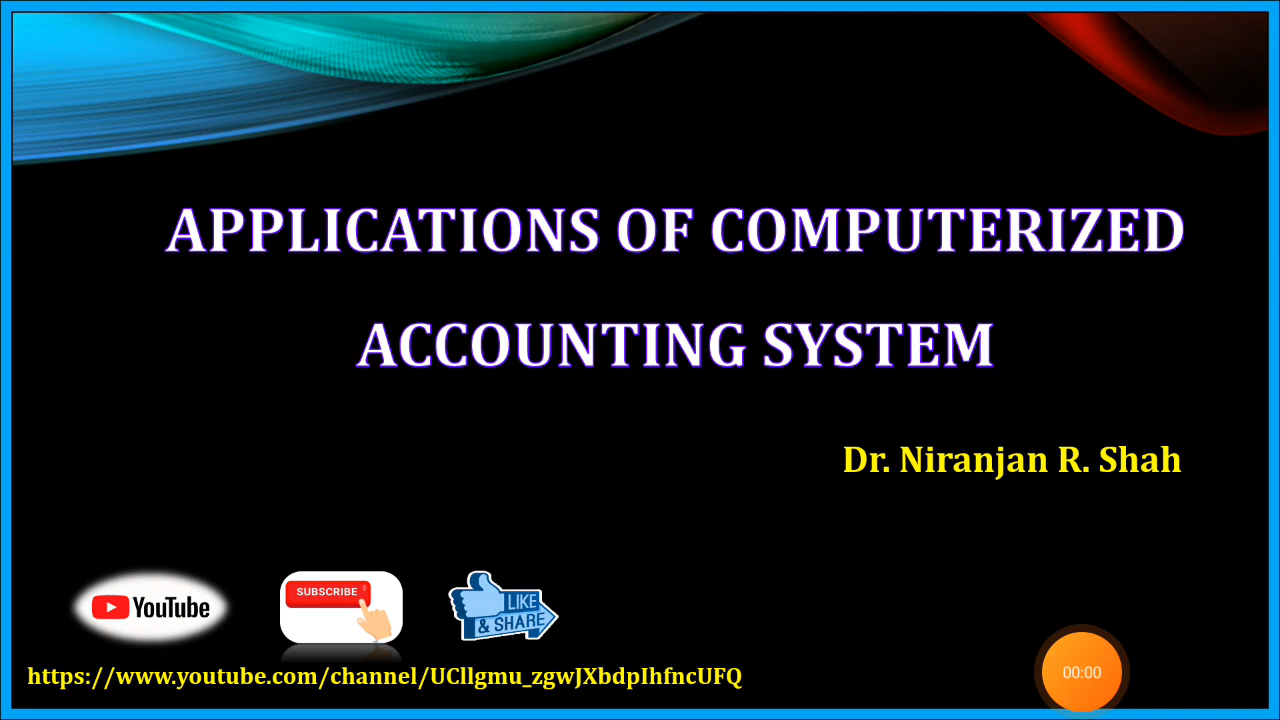 APPLICATIONS OF COMPUTERIZED
ACCOUNTING SYSTEM
Dr. Niranjan R. Shah
YouTube
SUBSCRIBE
LIKE
& SHARE
https://www.youtube.com/channel/UCllgmu_zgwJXbdpIhfncUFQ
00:00